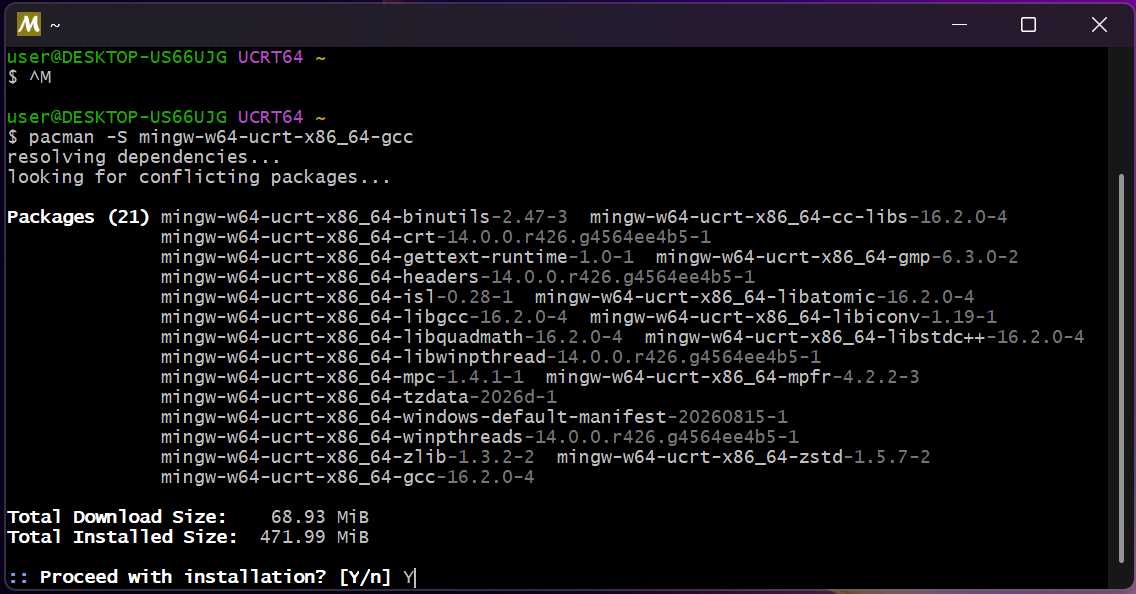 M ~
user@DESKTOP-US66UJG UCRT64 ~
$ ^M
user@DESKTOP-US66UJG UCRT64 ~
$ pacman -S mingw-w64-ucrt-x86_64-gcc
resolving dependencies...
looking for conflicting packages...
Packages (21) mingw-w64-ucrt-x86_64-binutils-2.47-3  mingw-w64-ucrt-x86_64-cc-libs-16.2.0-4
mingw-w64-ucrt-x86_64-crt-14.0.0.r426.g4564ee4b5-1
mingw-w64-ucrt-x86_64-gettext-runtime-1.0-1  mingw-w64-ucrt-x86_64-gmp-6.3.0-2
mingw-w64-ucrt-x86_64-headers-14.0.0.r426.g4564ee4b5-1
mingw-w64-ucrt-x86_64-isl-0.28-1  mingw-w64-ucrt-x86_64-libatomic-16.2.0-4
mingw-w64-ucrt-x86_64-libgcc-16.2.0-4  mingw-w64-ucrt-x86_64-libiconv-1.19-1
mingw-w64-ucrt-x86_64-libquadmath-16.2.0-4  mingw-w64-ucrt-x86_64-libstdc++-16.2.0-4
mingw-w64-ucrt-x86_64-libwinpthread-14.0.0.r426.g4564ee4b5-1
mingw-w64-ucrt-x86_64-mpc-1.4.1-1  mingw-w64-ucrt-x86_64-mpfr-4.2.2-3
mingw-w64-ucrt-x86_64-tzdata-2026d-1
mingw-w64-ucrt-x86_64-windows-default-manifest-20260815-1
mingw-w64-ucrt-x86_64-winpthreads-14.0.0.r426.g4564ee4b5-1
mingw-w64-ucrt-x86_64-zlib-1.3.2-2  mingw-w64-ucrt-x86_64-zstd-1.5.7-2
mingw-w64-ucrt-x86_64-gcc-16.2.0-4
Total Download Size:    68.93 MiB
Total Installed Size:  471.99 MiB
:: Proceed with installation? [Y/n] Y